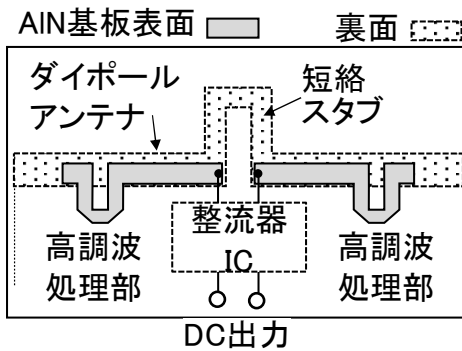 AlN基板表面 裏面
ダイポール
アンテナ
短絡
スタブ
整流器
IC
高調波
処理部
高調波
処理部
DC出力